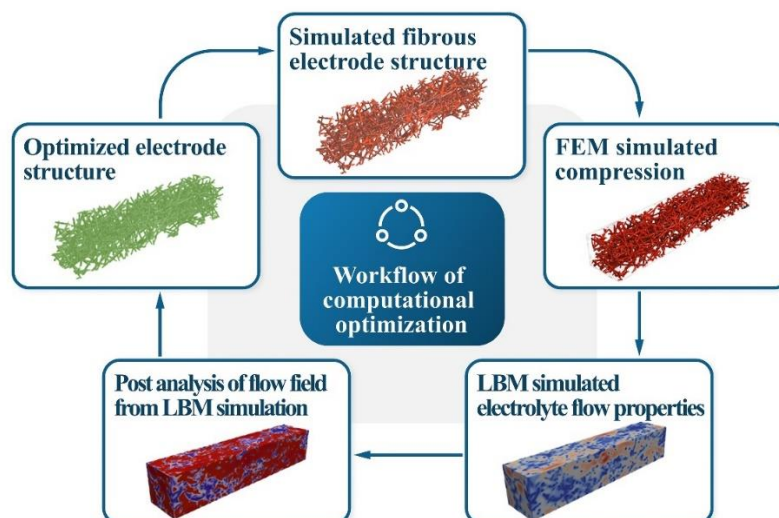 Simulated fibrous
electrode structure
Optimized electrode
structure
FEM simulated
compression
Workflow of
computational
optimization
Post analysis of flow field
from LBM simulation
LBM simulated
electrolyte flow properties